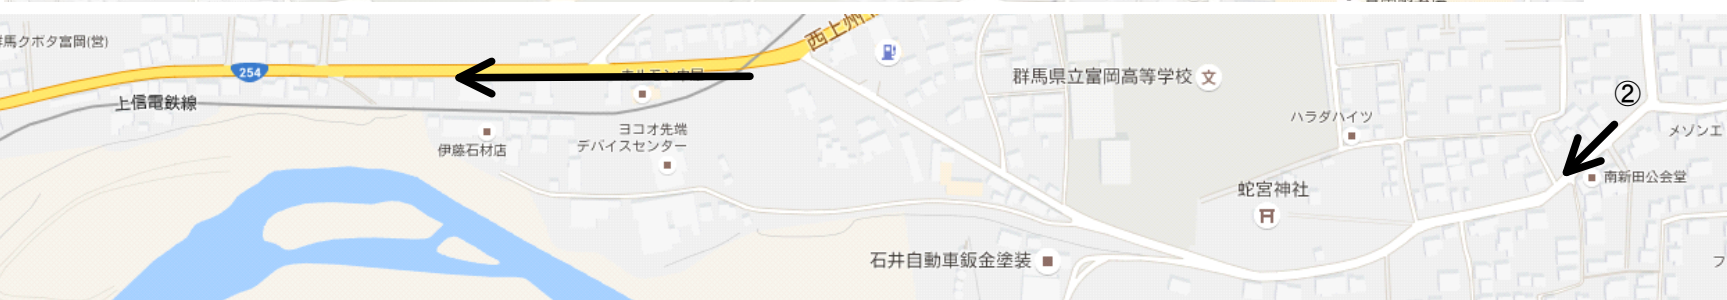 西上州
群馬クボタ富岡(営)
254
上信電鉄線
ヨコオ先端
デバイスセンター
伊藤石材店
群馬県立富岡高等学校
文
②
ハラダハイツ
メゾンエ
南新田公会堂
蛇宮神社
石井自動車鈑金塗装
フ